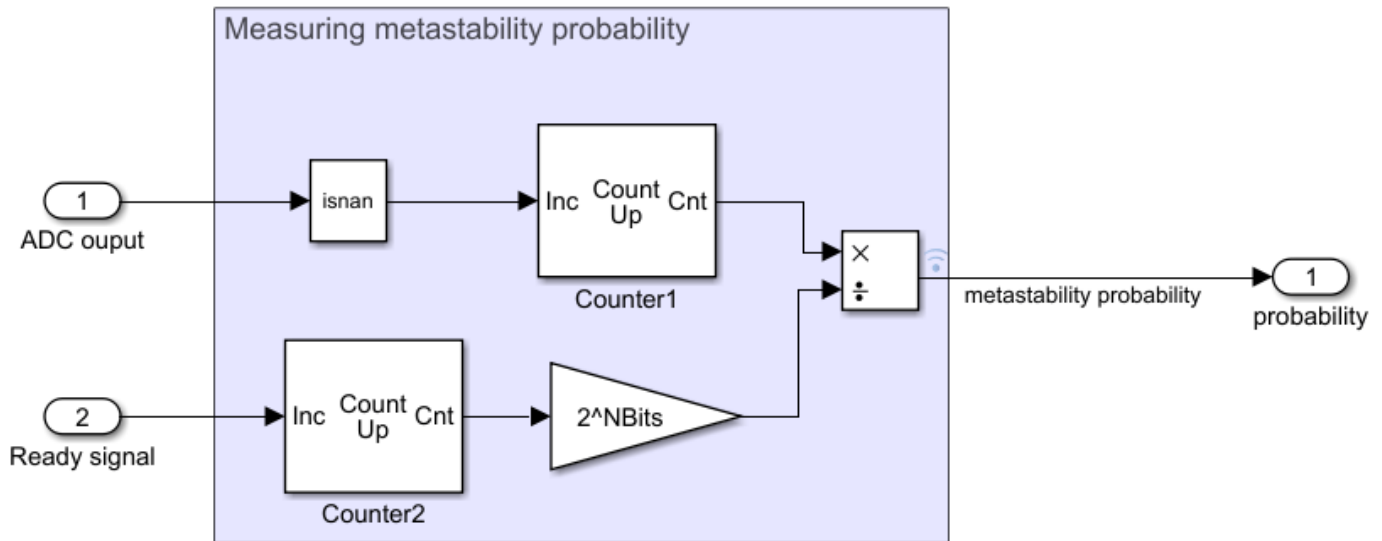 Measuring metastability probability
1
ADC ouput
isnan
Inc
Count
Up
Cnt
Counter1
×
÷
metastability probability
1
probability
2
Ready signal
Inc
Count
Up
Cnt
Counter2
2^NBits